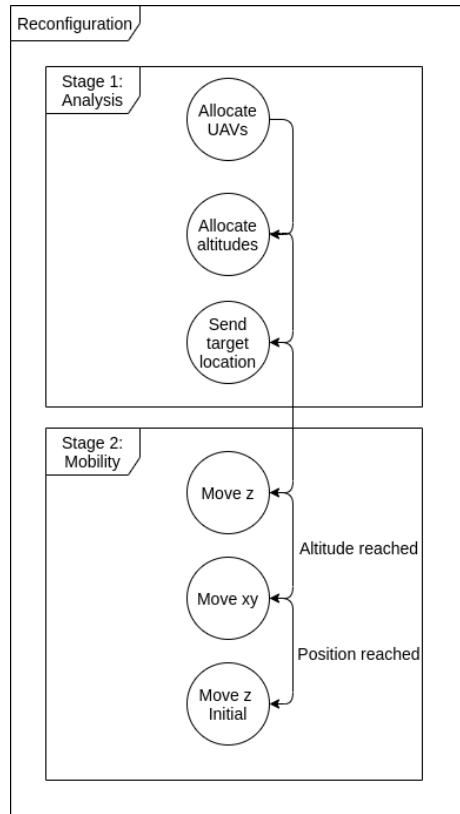 Reconfiguration
Stage 1:
Analysis
Allocate
UAVs
Allocate
altitudes
Send
target
location
Stage 2:
Mobility
Move z
Altitude reached
Move xy
Position reached
Move z
Initial